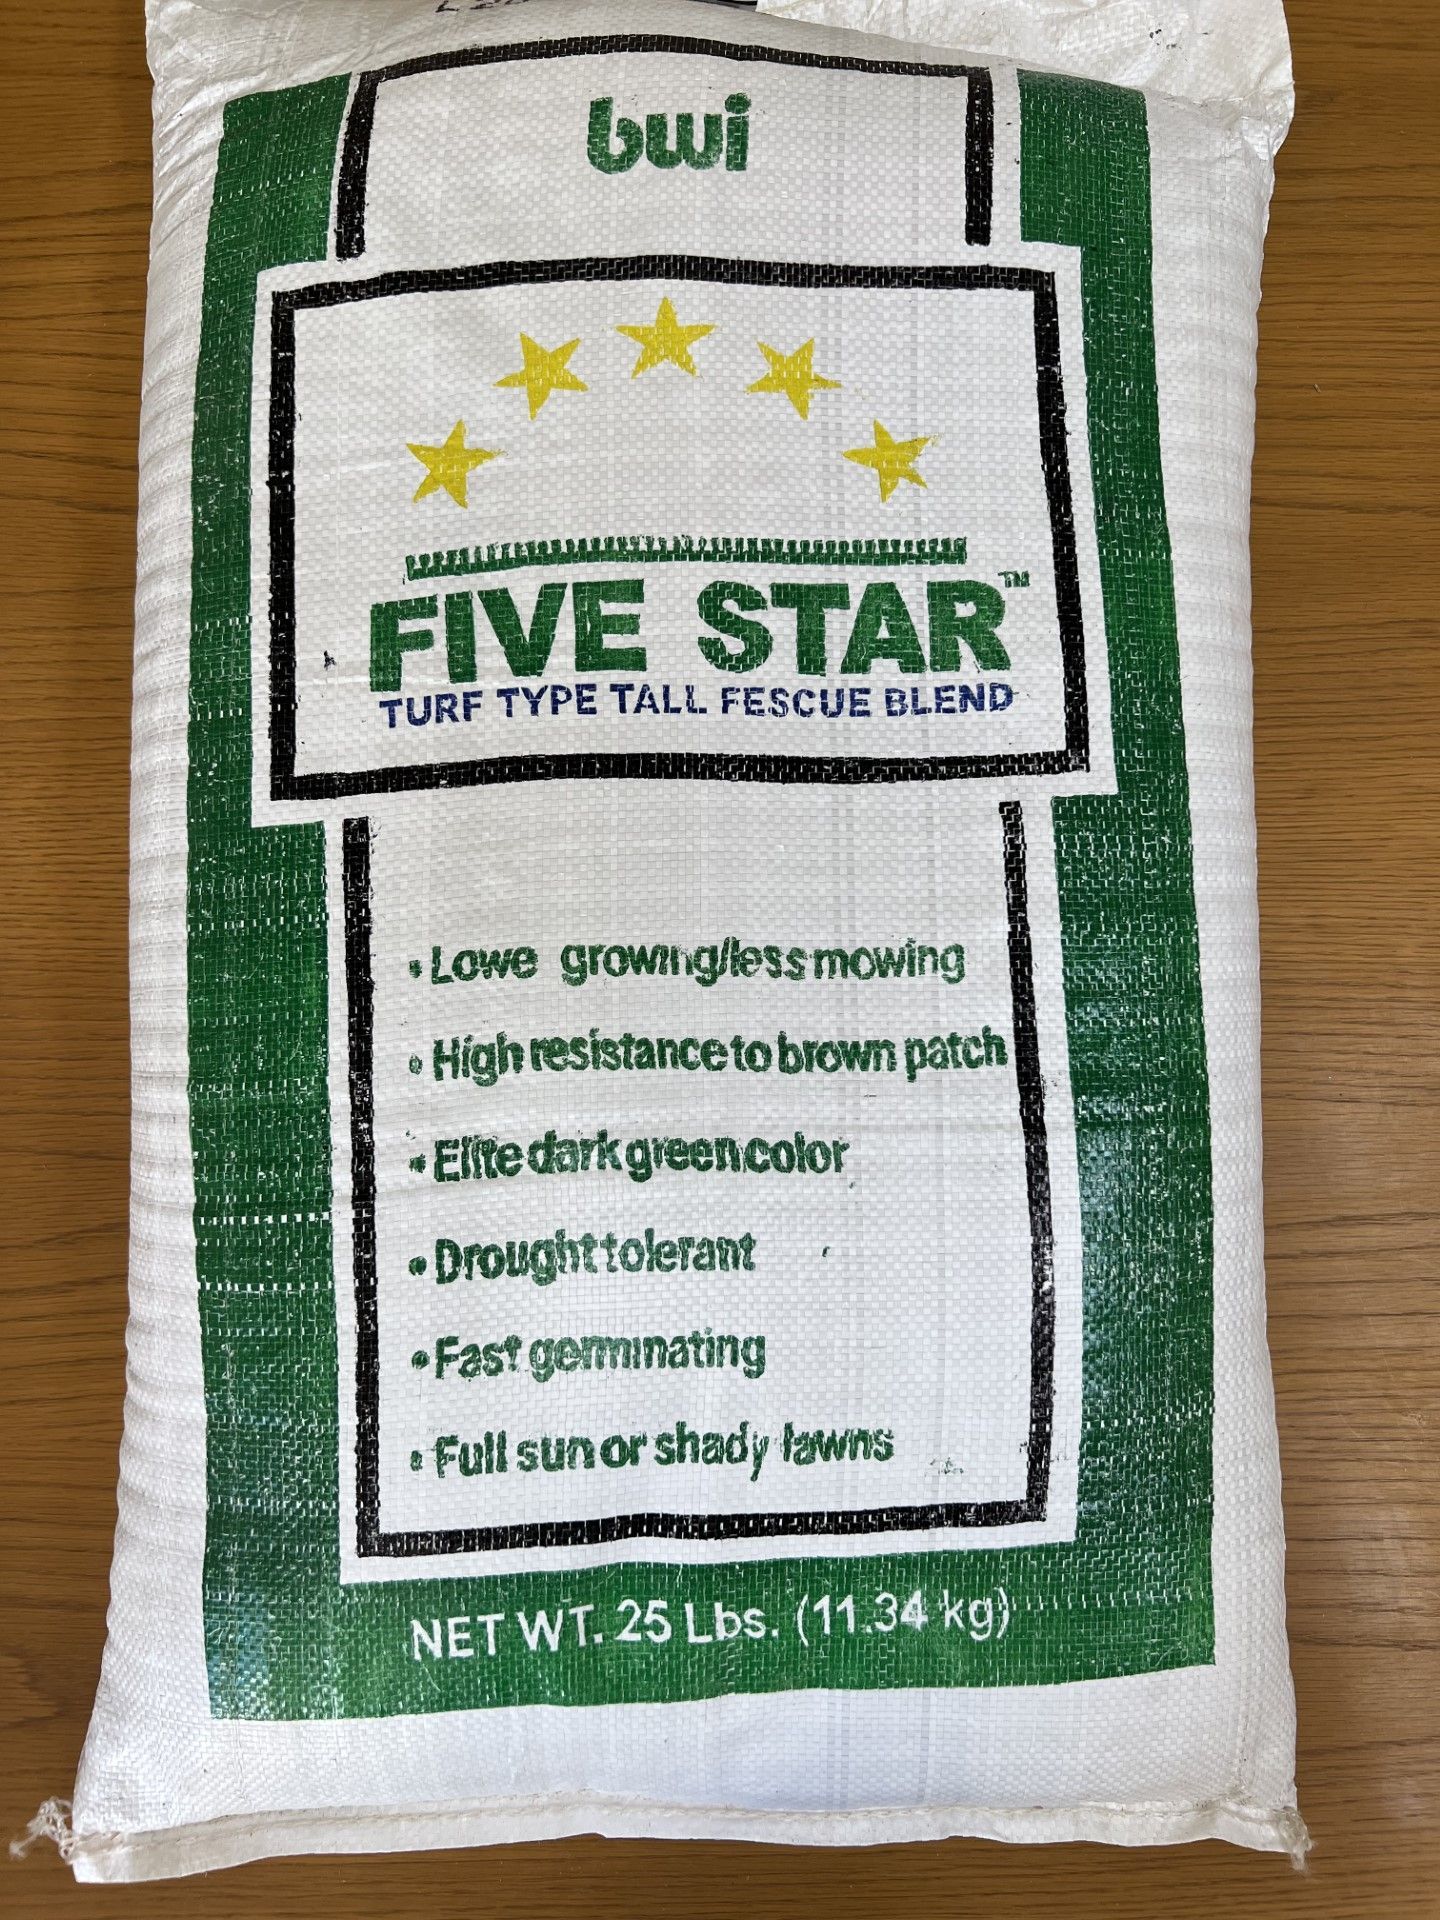 bwi
FIVE STAR™
TURF TYPE TALL FESCUE BLEND
• Lowe growing/less mowing
• High resistance to brown patch
• Elite dark green color
• Drought tolerant
• Fast germinating
• Full sun or shady lawns
NET WT. 25 Lbs. (11.34 kg)